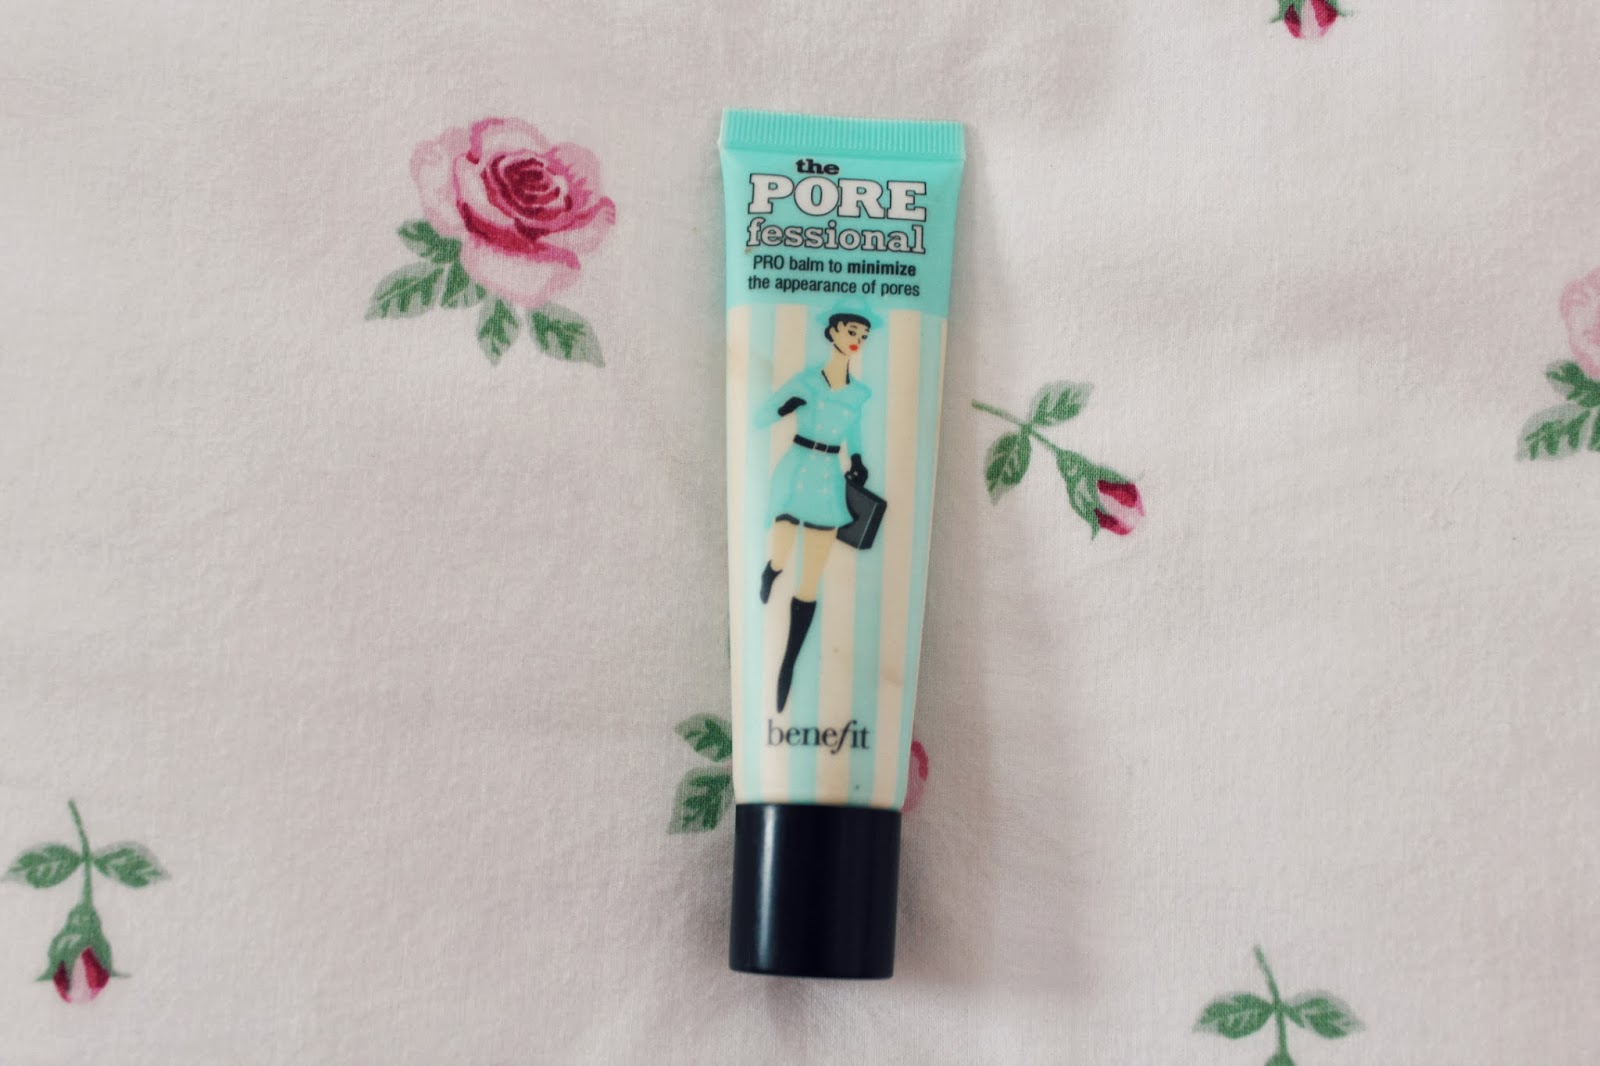 the
PORE
fessional
PRO balm to minimize
the appearance of pores
benefit